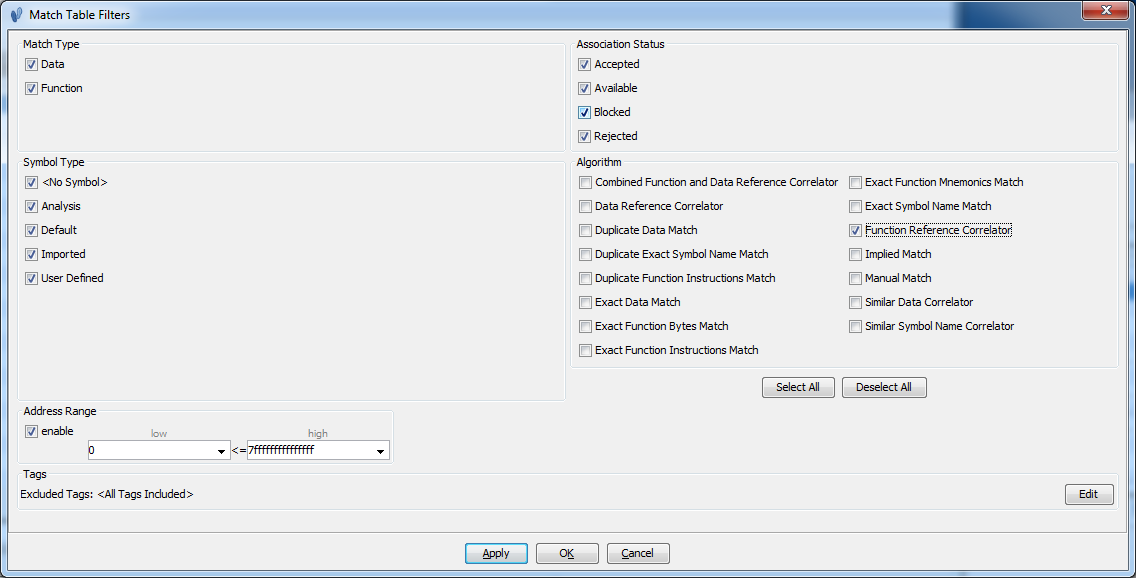 Match Table Filters
Match Type
Data
Function
Association Status
Accepted
Available
Blocked
Rejected
Symbol Type
<No Symbol>
Analysis
Default
Imported
User Defined
Algorithm
Combined Function and Data Reference Correlator
Data Reference Correlator
Duplicate Data Match
Duplicate Exact Symbol Name Match
Duplicate Function Instructions Match
Exact Data Match
Exact Function Bytes Match
Exact Function Instructions Match
Exact Function Mnemonics Match
Exact Symbol Name Match
Function Reference Correlator
Implied Match
Manual Match
Similar Data Correlator
Similar Symbol Name Correlator
Select All
Deselect All
Address Range
enable
low
high
0 <= 7fffffffffffffff
Tags
Excluded Tags: <All Tags Included>
Edit
Apply
OK
Cancel